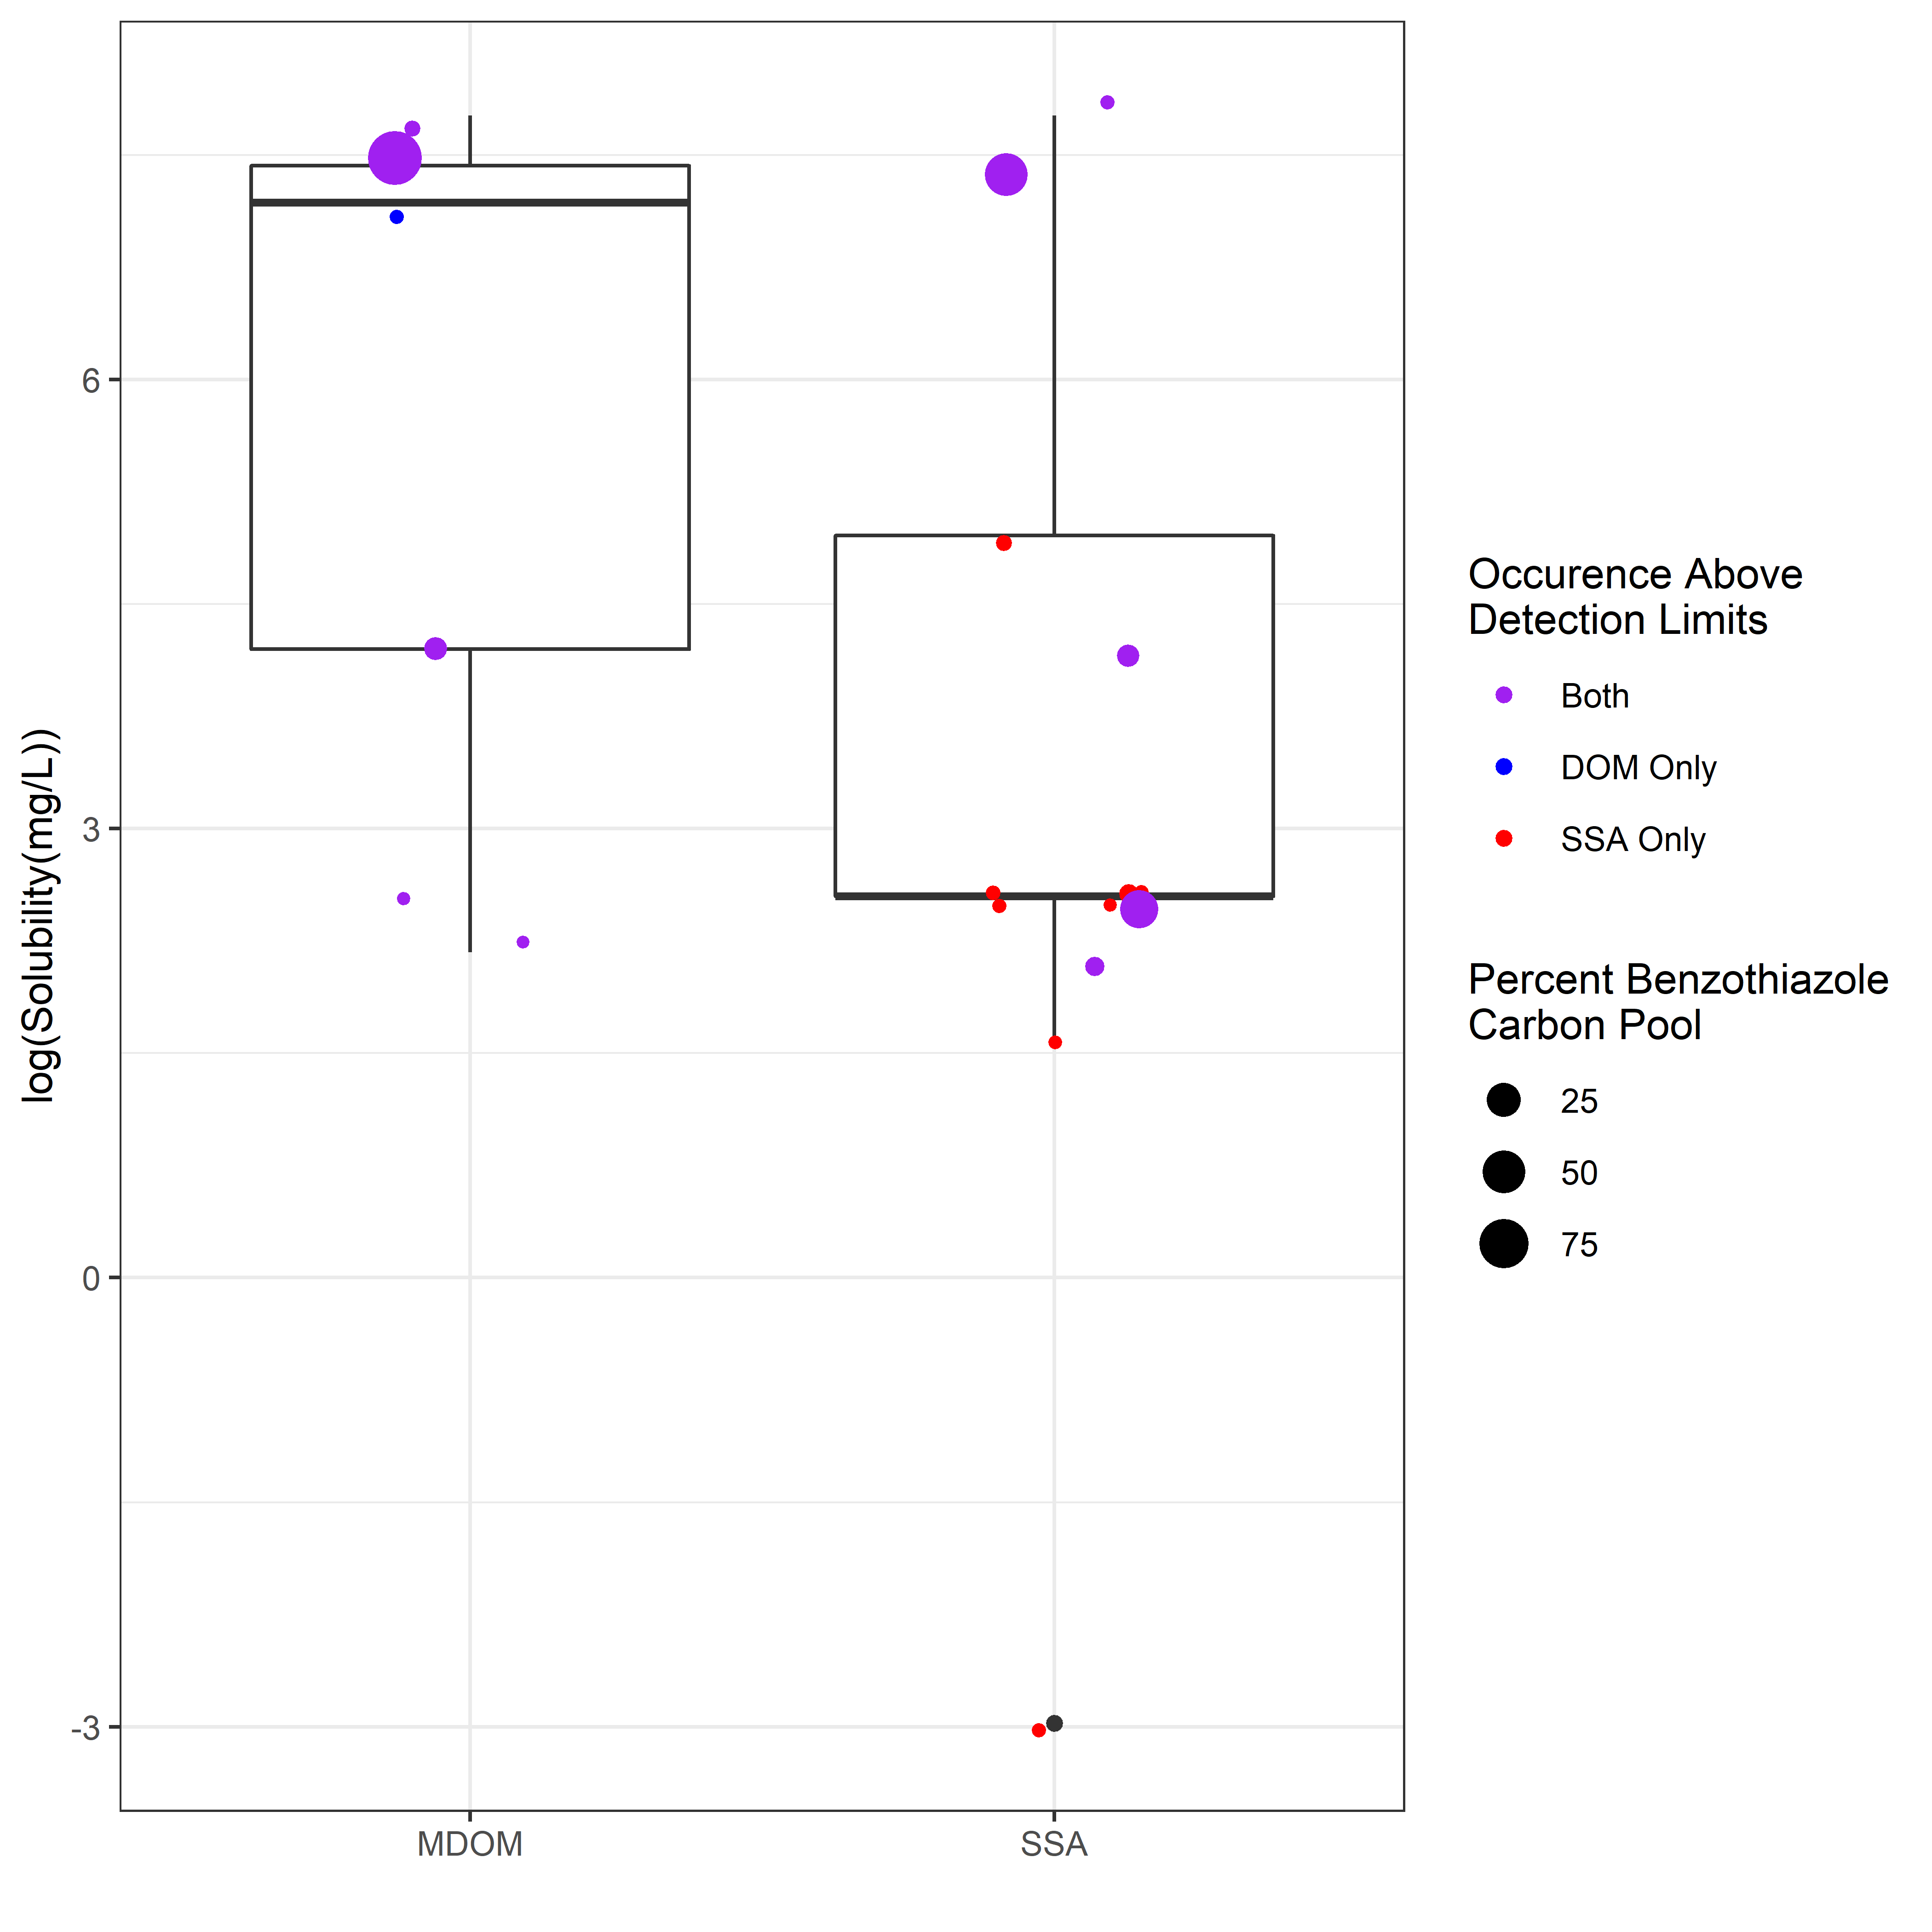 log(Solubility(mg/L))
6
3
0
-3
MDOM
SSA
Occurence Above
Detection Limits
Both
DOM Only
SSA Only
Percent Benzothiazole
Carbon Pool
25
50
75